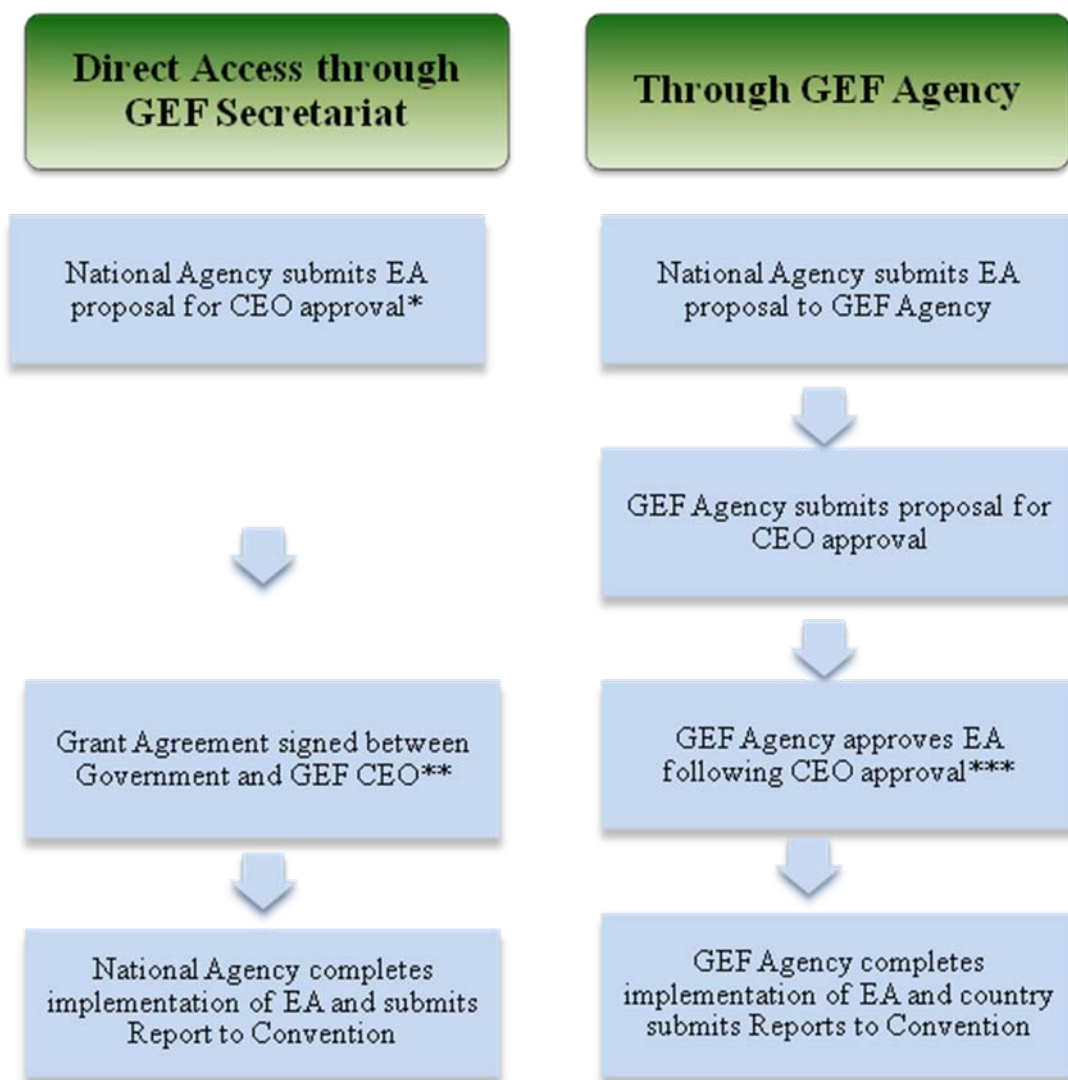 Direct Access through
GEF Secretariat
National Agency submits EA
proposal for CEO approval*
Grant Agreement signed between
Government and GEF CEO**
National Agency completes
implementation of EA and submits
Report to Convention
Through GEF Agency
National Agency submits EA
proposal to GEF Agency
GEF Agency submits proposal for
CEO approval
GEF Agency approves EA
following CEO approval***
GEF Agency completes
implementation of EA and country
submits Reports to Convention